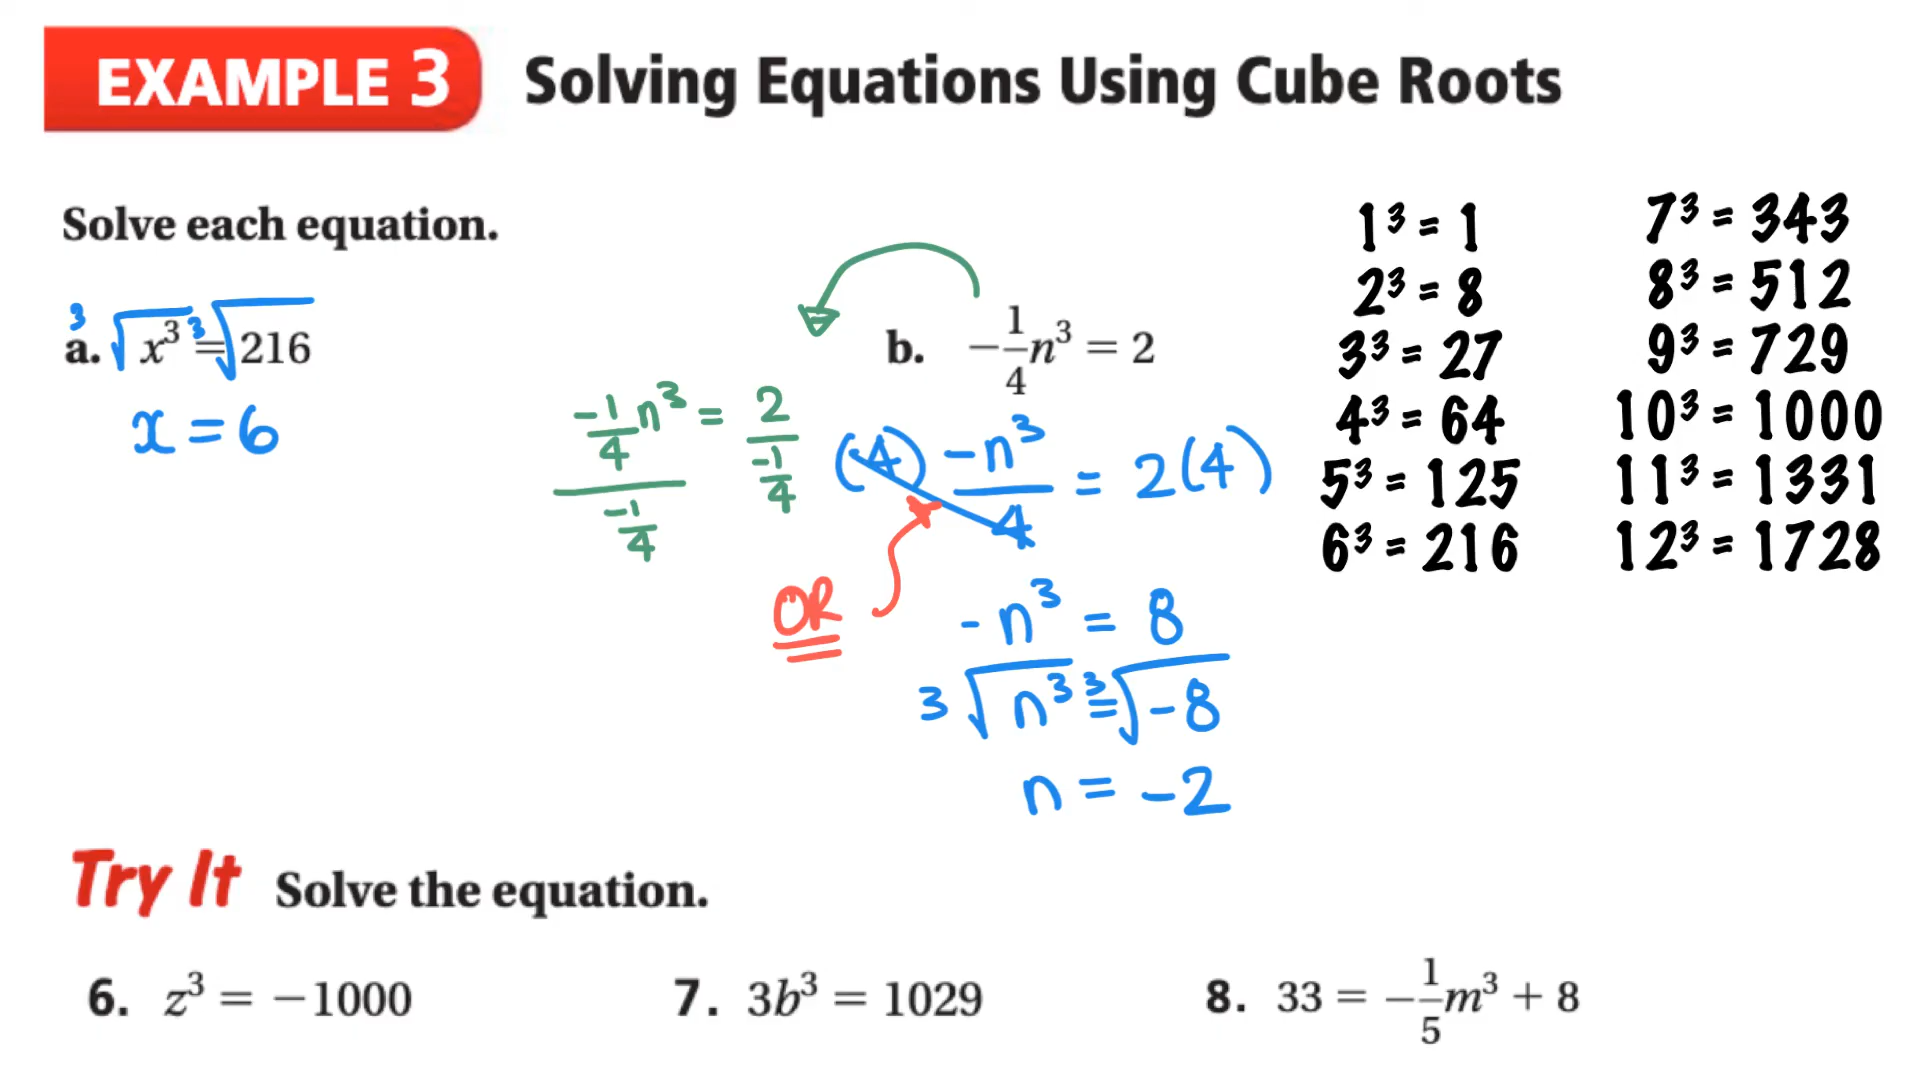 EXAMPLE 3 Solving Equations Using Cube Roots
Solve each equation.
a. ∛x³ = ∛216
x = 6
b. −1/4 n³ = 2
(-1/4 n³)/(-1/4) = 2/(-1/4)
(4) -n³/4 = 2(4)
OR
-n³ = 8
∛n³ = ∛-8
n = -2
1³ = 1
2³ = 8
3³ = 27
4³ = 64
5³ = 125
6³ = 216
7³ = 343
8³ = 512
9³ = 729
10³ = 1000
11³ = 1331
12³ = 1728
Try It Solve the equation.
6. z³ = −1000
7. 3b³ = 1029
8. 33 = −1/5 m³ + 8